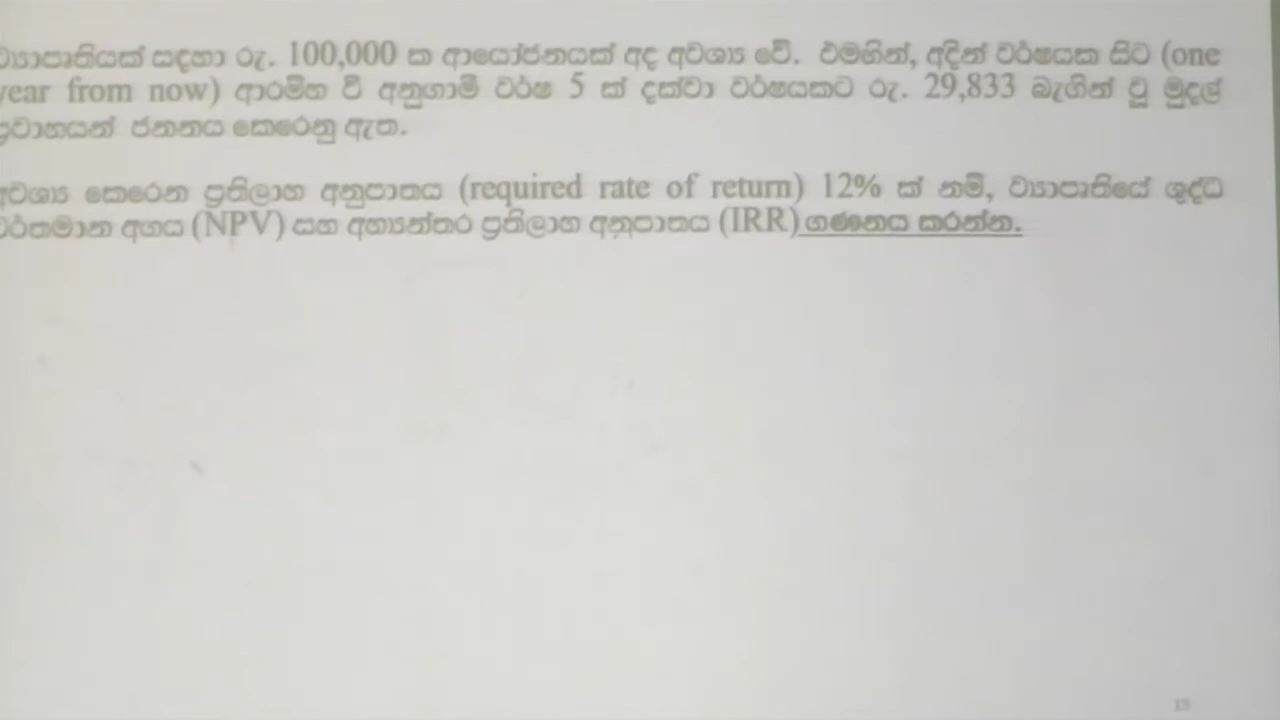 ව්‍යාපෘතියක් සඳහා රු. 100,000 ක ආයෝජනයක් අද අවශ්‍ය වේ. එමගින්, අදින් වර්ෂයක සිට (one
year from now) ආරම්භ වී අනුගාමී වර්ෂ 5 ක් දක්වා වර්ෂයකට රු. 29,833 බැගින් වූ මුදල්
ප්‍රවාහයන් ජනනය කෙරෙනු ඇත.
අවශ්‍ය කෙරෙන ප්‍රතිලාභ අනුපාතය (required rate of return) 12% ක් නම්, ව්‍යාපෘතියේ ශුද්ධ
වර්තමාන අගය (NPV) සහ අභ්‍යන්තර ප්‍රතිලාභ අනුපාතය (IRR) ගණනය කරන්න.
13